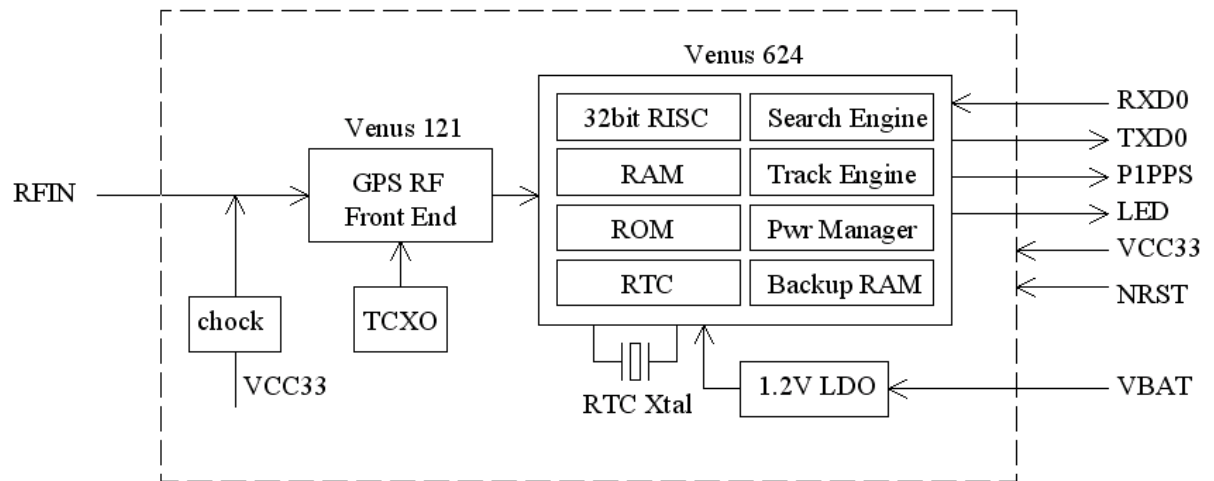 Venus 624
32bit RISC
Search Engine
RXD0
Venus 121
TXD0
RFIN
GPS RF
Front End
RAM
Track Engine
P1PPS
LED
ROM
Pwr Manager
VCC33
RTC
Backup RAM
NRST
chock
TCXO
VCC33
RTC Xtal
1.2V LDO
VBAT